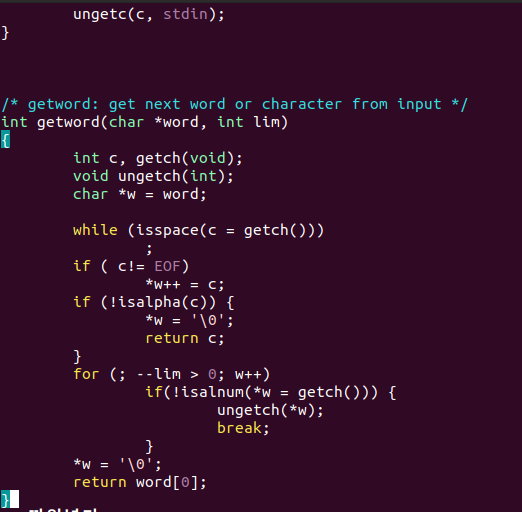 ungetc(c, stdin);
}
/* getword: get next word or character from input */
int getword(char *word, int lim)
{
int c, getch(void);
void ungetch(int);
char *w = word;
while (isspace(c = getch()))
;
if ( c!= EOF)
*w++ = c;
if (!isalpha(c)) {
*w = '\0';
return c;
}
for (; --lim > 0; w++)
if(!isalnum(*w = getch())) {
ungetch(*w);
break;
}
*w = '\0';
return word[0];
}